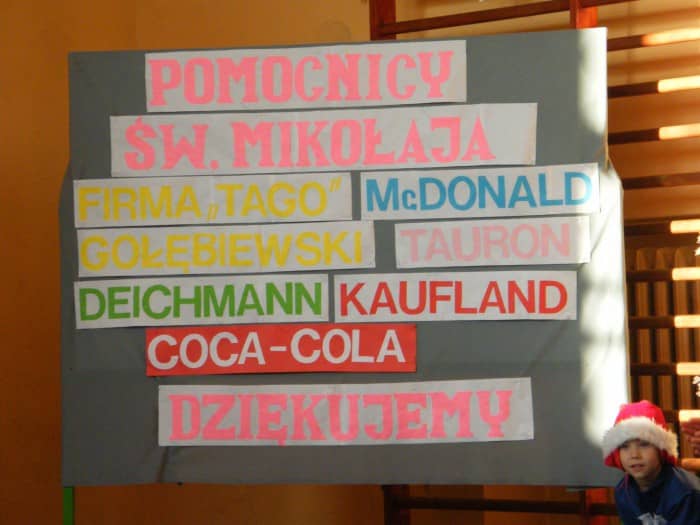 POMOCNICY
ŚW. MIKOŁAJA
FIRMA „TAGO” McDONALD
GOŁĘBIEWSKI TAURON
DEICHMANN KAUFLAND
COCA-COLA
DZIĘKUJEMY